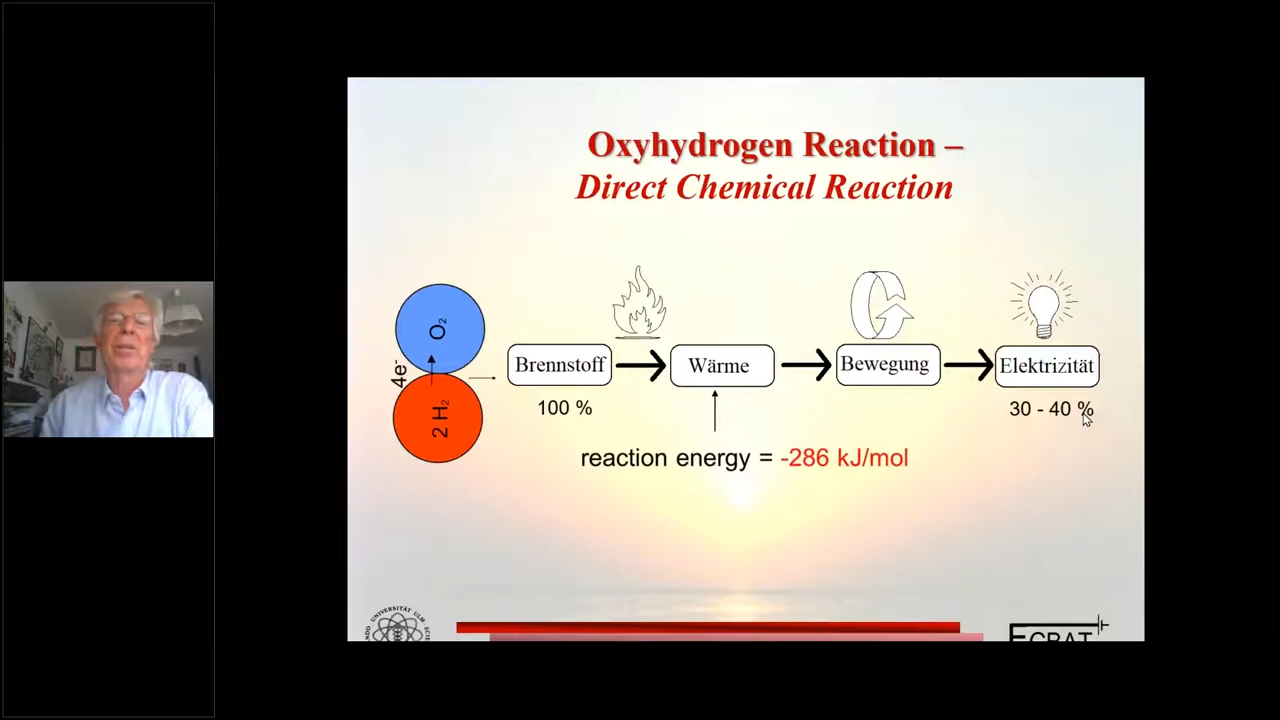 Oxyhydrogen Reaction –
Direct Chemical Reaction
O₂
4e⁻
2 H₂
Brennstoff
Wärme
Bewegung
Elektrizität
100 %
30 - 40 %
reaction energy = -286 kJ/mol
UNIVERSITÄT ULM
ECBAT